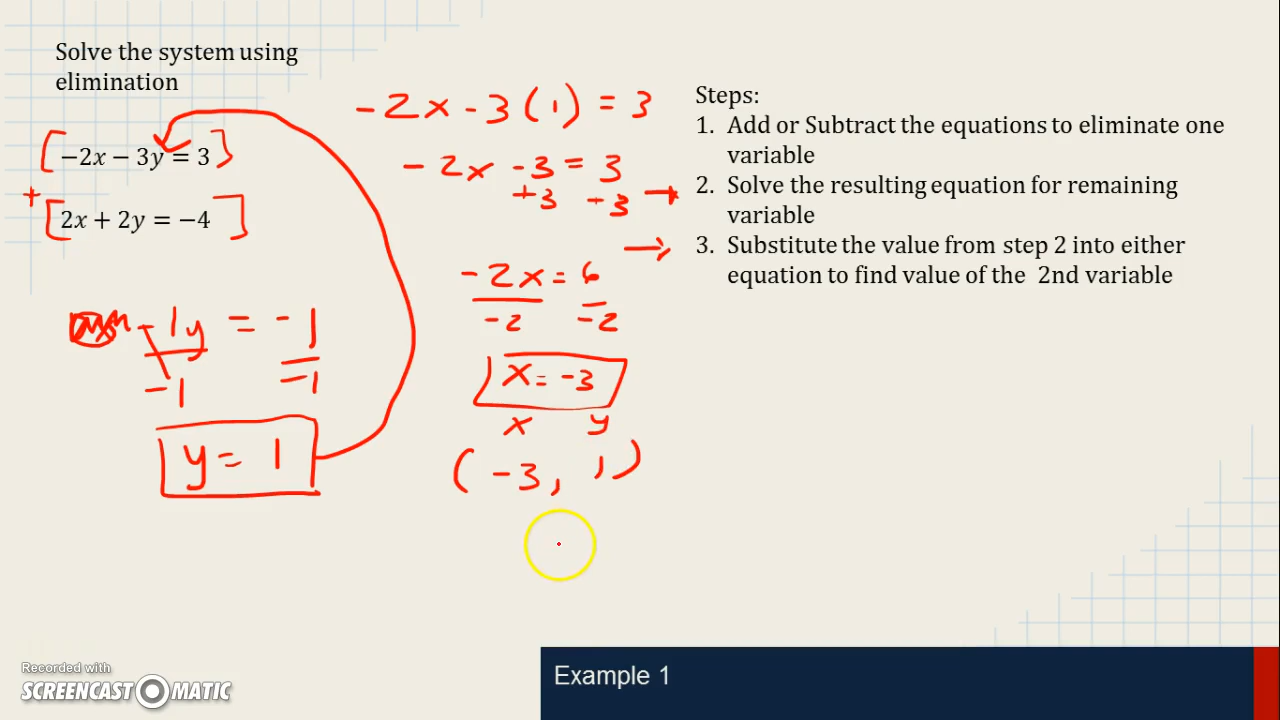 Solve the system using
elimination
[−2x − 3y = 3]
+
[2x + 2y = −4]
-1y = -1
-1 -1
y = 1
-2x - 3(1) = 3
-2x -3 = 3
+3 +3
-2x = 6
-2 -2
x = -3
x y
(-3, 1)
Steps:
1. Add or Subtract the equations to eliminate one
variable
2. Solve the resulting equation for remaining
variable
3. Substitute the value from step 2 into either
equation to find value of the 2nd variable
Recorded with
SCREENCAST-O-MATIC
Example 1